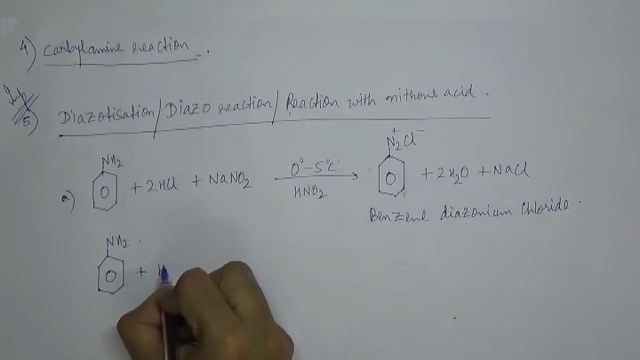 4) Carbylamine reaction .
5) Diazotisation / Diazo reaction / Reaction with nithone acid .
a) NH2 + 2HCl + NaNO2 0° - 5°C HNO2 N2+Cl- + 2H2O + NaCl
Benzene diazonium Chloride .
NH2 +